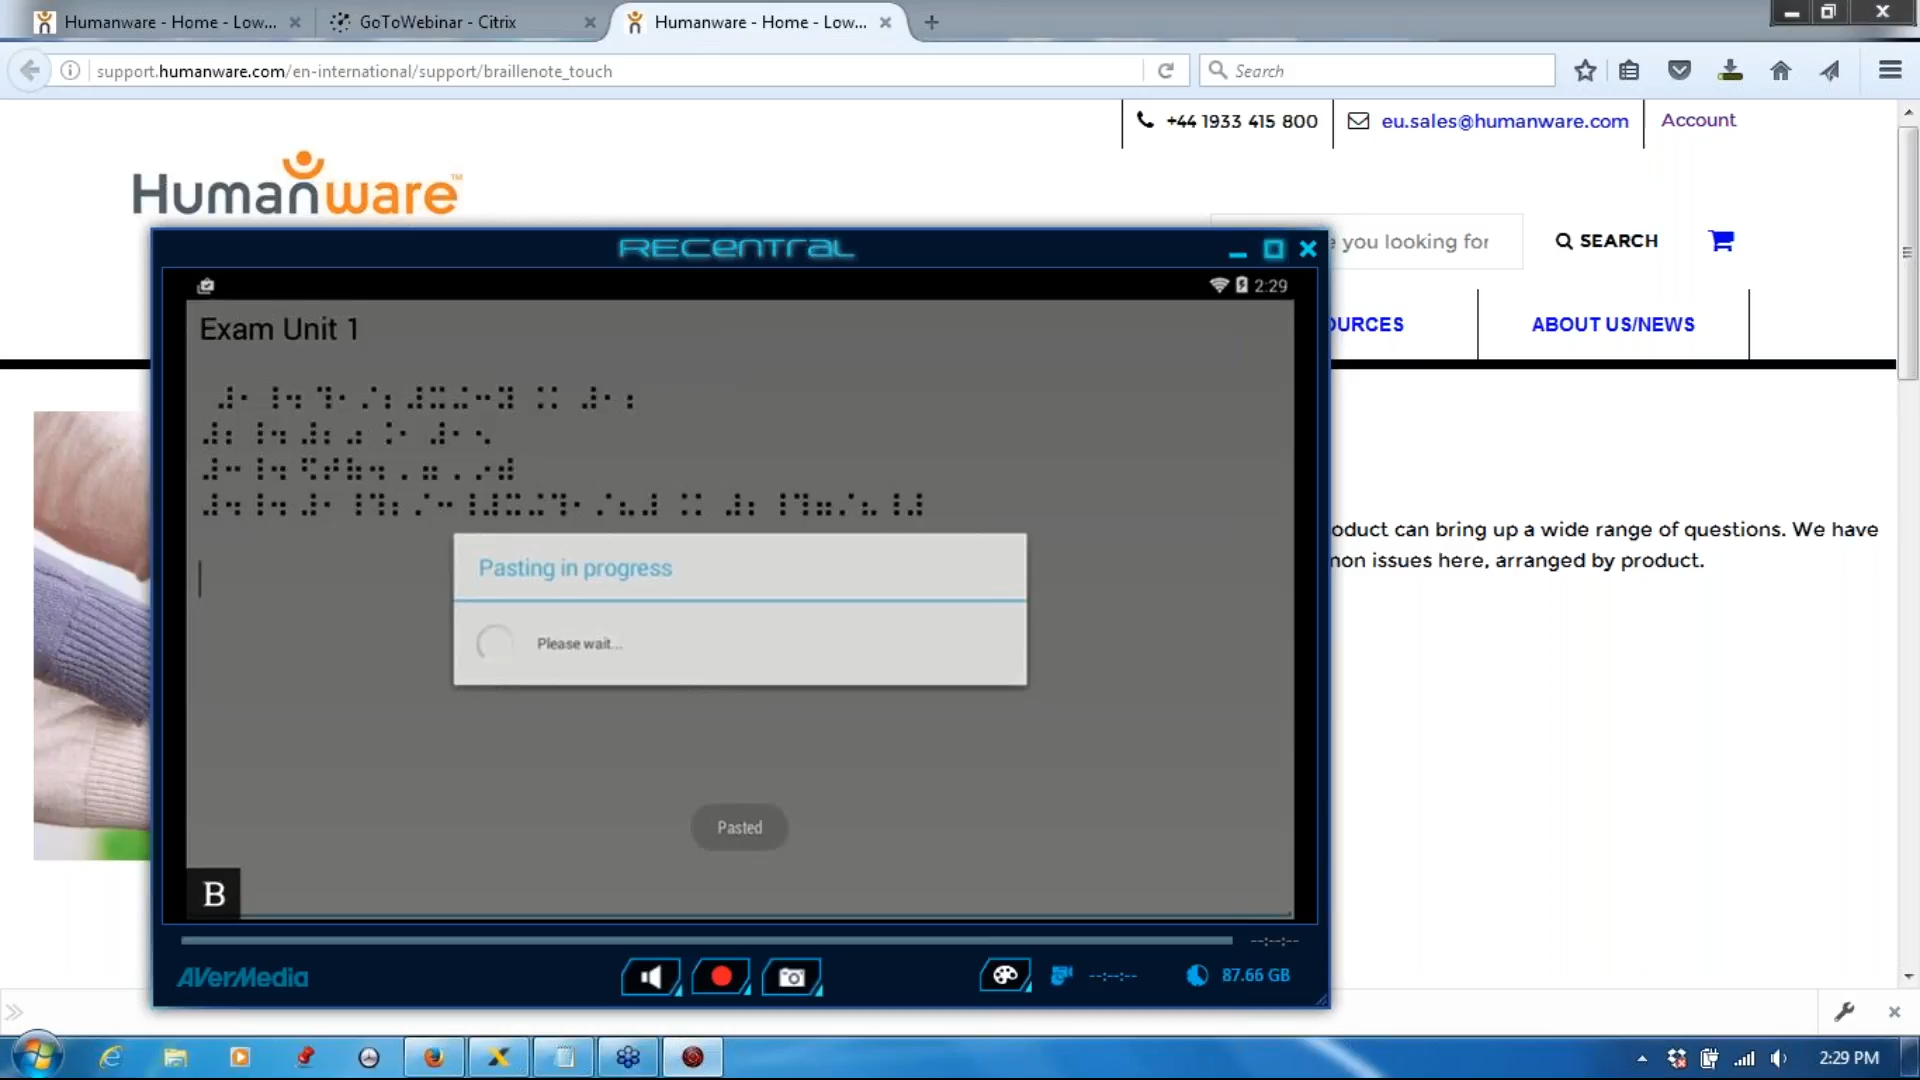 Humanware - Home - Low...
GoToWebinar - Citrix
Humanware - Home - Low...
support.humanware.com/en-international/support/braillenote_touch
Search
+44 1933 415 800
eu.sales@humanware.com
Account
Humanware™
RECentral
e you looking for
SEARCH
2:29
Exam Unit 1
OURCES
ABOUT US/NEWS
oduct can bring up a wide range of questions. We have
mon issues here, arranged by product.
Pasting in progress
Please wait...
Pasted
B
--:--:--
AVerMedia
--:--:--
87.66 GB
2:29 PM